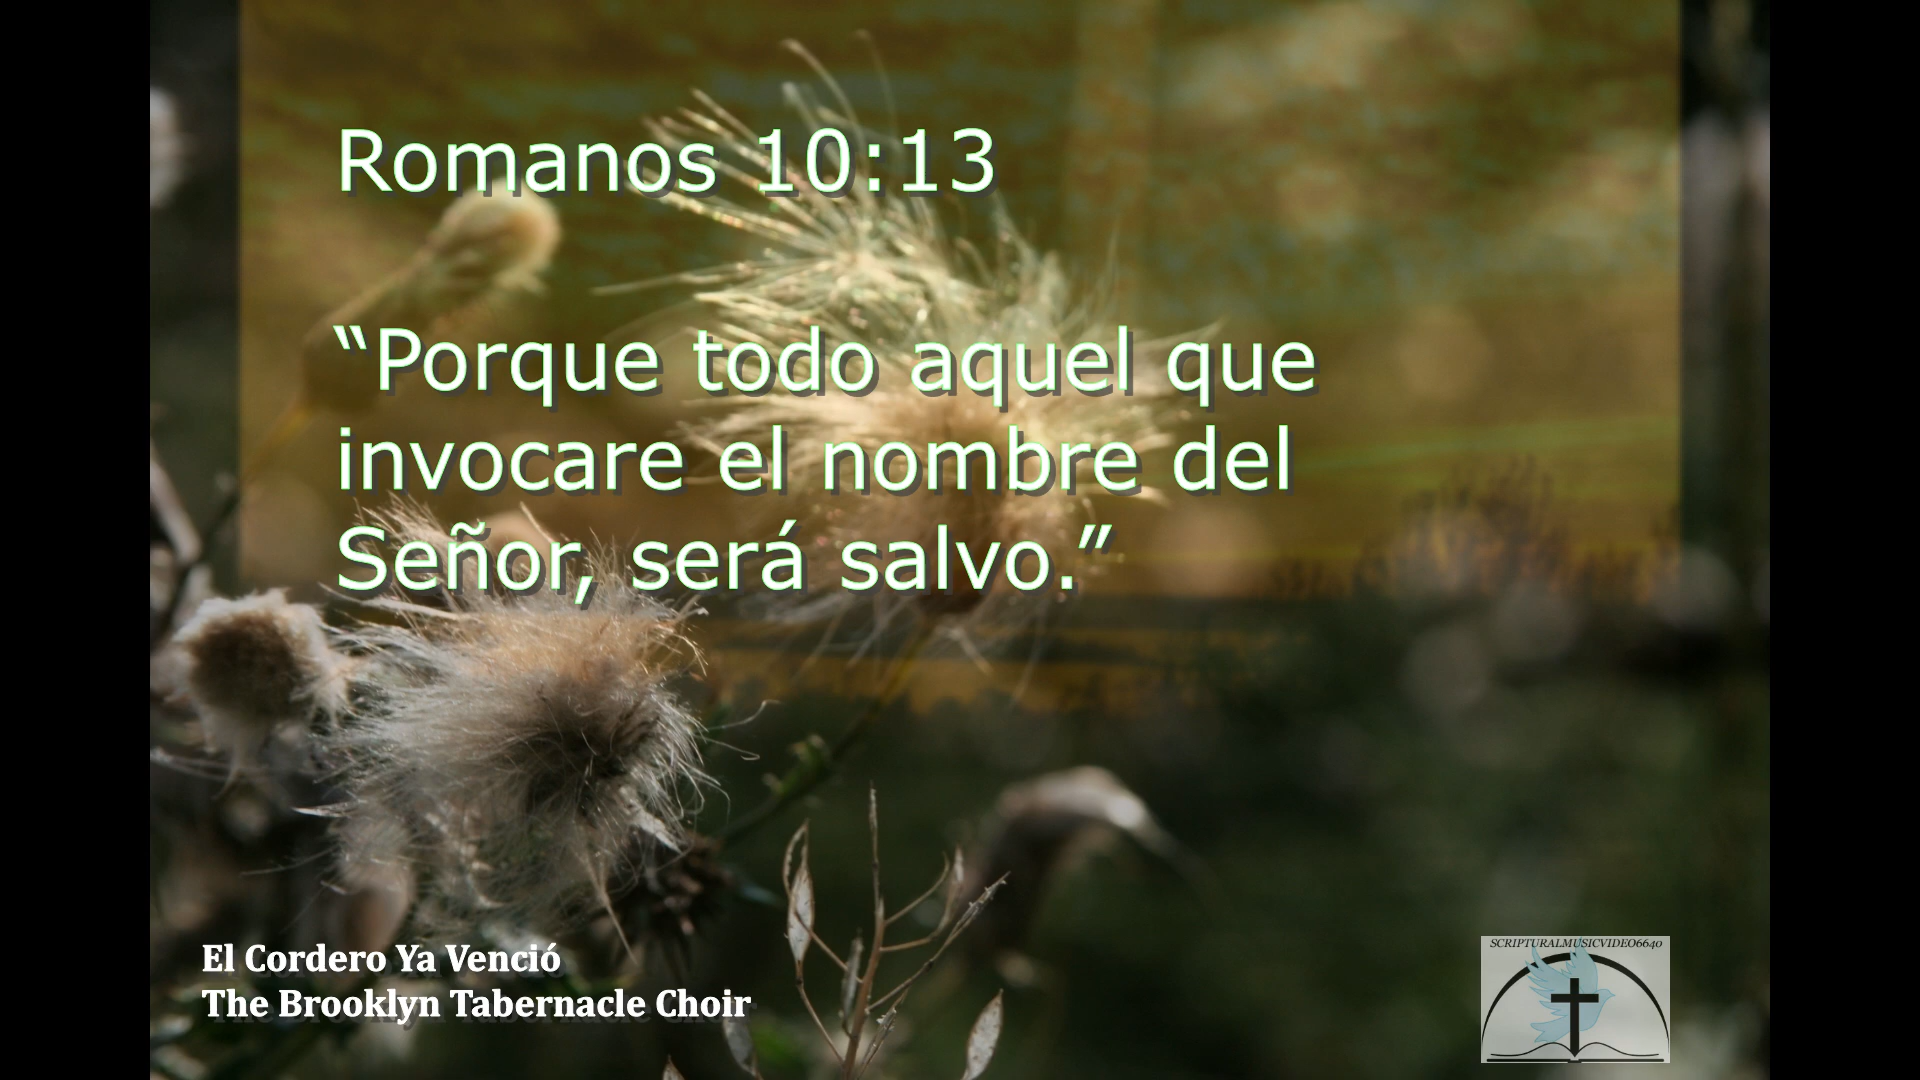 Romanos 10:13
“Porque todo aquel que
invocare el nombre del
Señor, será salvo.”
El Cordero Ya Venció
The Brooklyn Tabernacle Choir
SCRIPTURALMUSICVIDEO6640